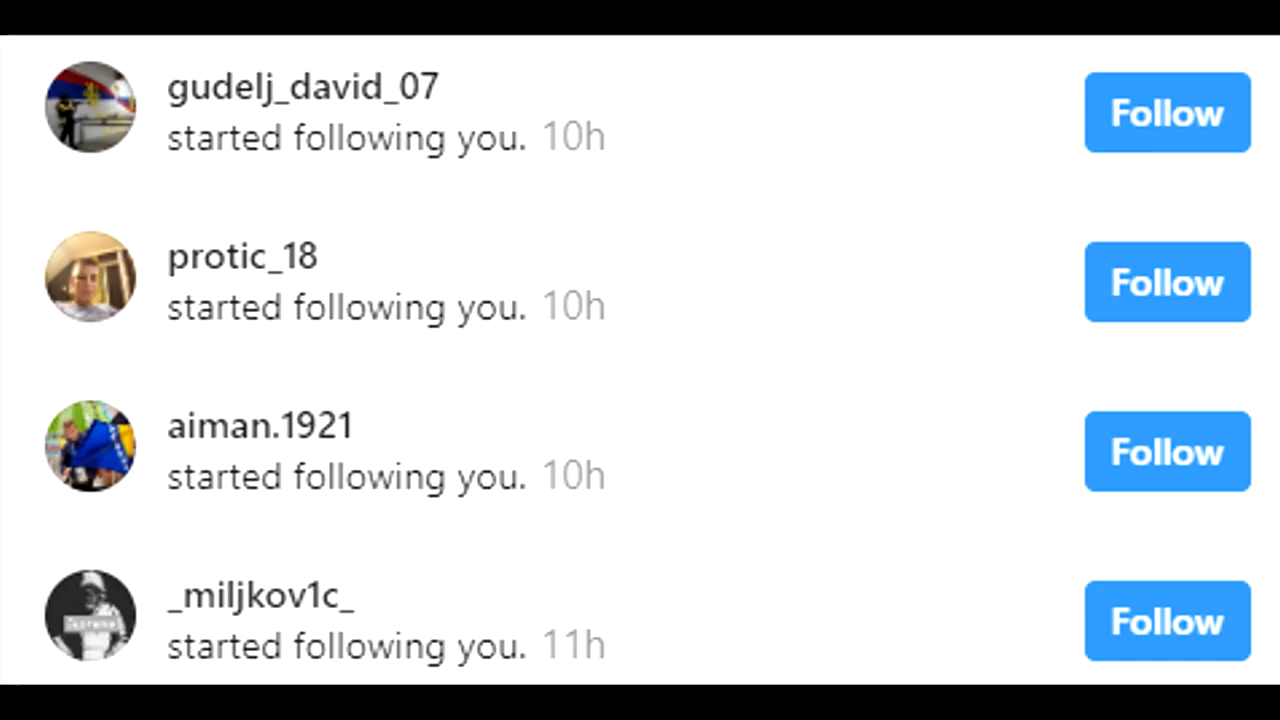 gudelj_david_07
started following you. 10h
Follow
protic_18
started following you. 10h
Follow
aiman.1921
started following you. 10h
Follow
_miljkov1c_
started following you. 11h
Follow